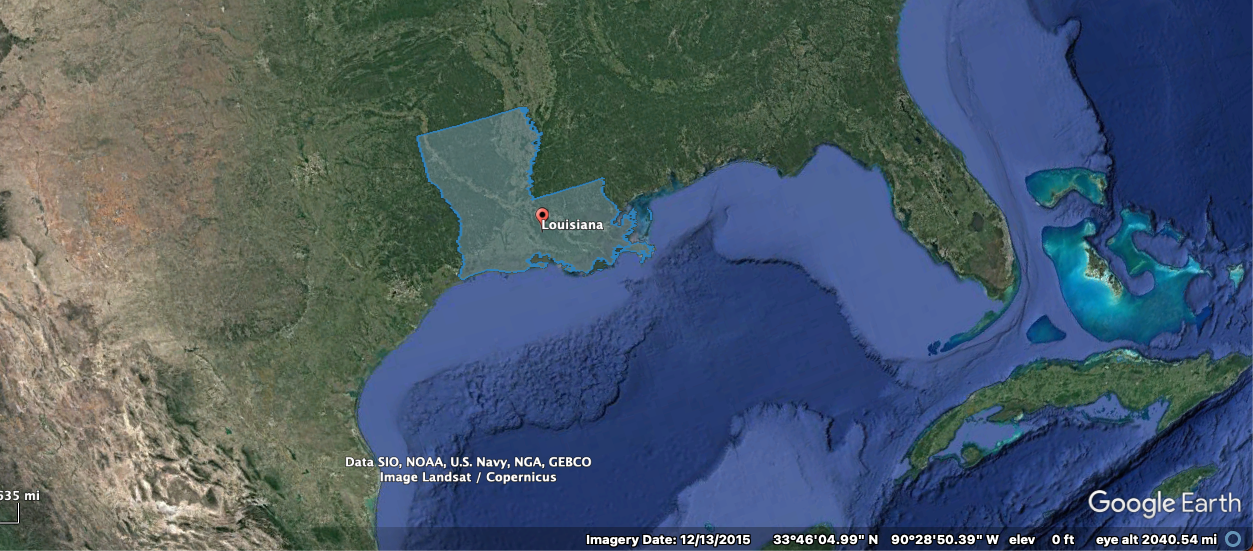 Louisiana
Data SIO, NOAA, U.S. Navy, NGA, GEBCO
Image Landsat / Copernicus
635 mi
Google Earth
Imagery Date: 12/13/2015 33°46'04.99" N 90°28'50.39" W elev 0 ft eye alt 2040.54 mi